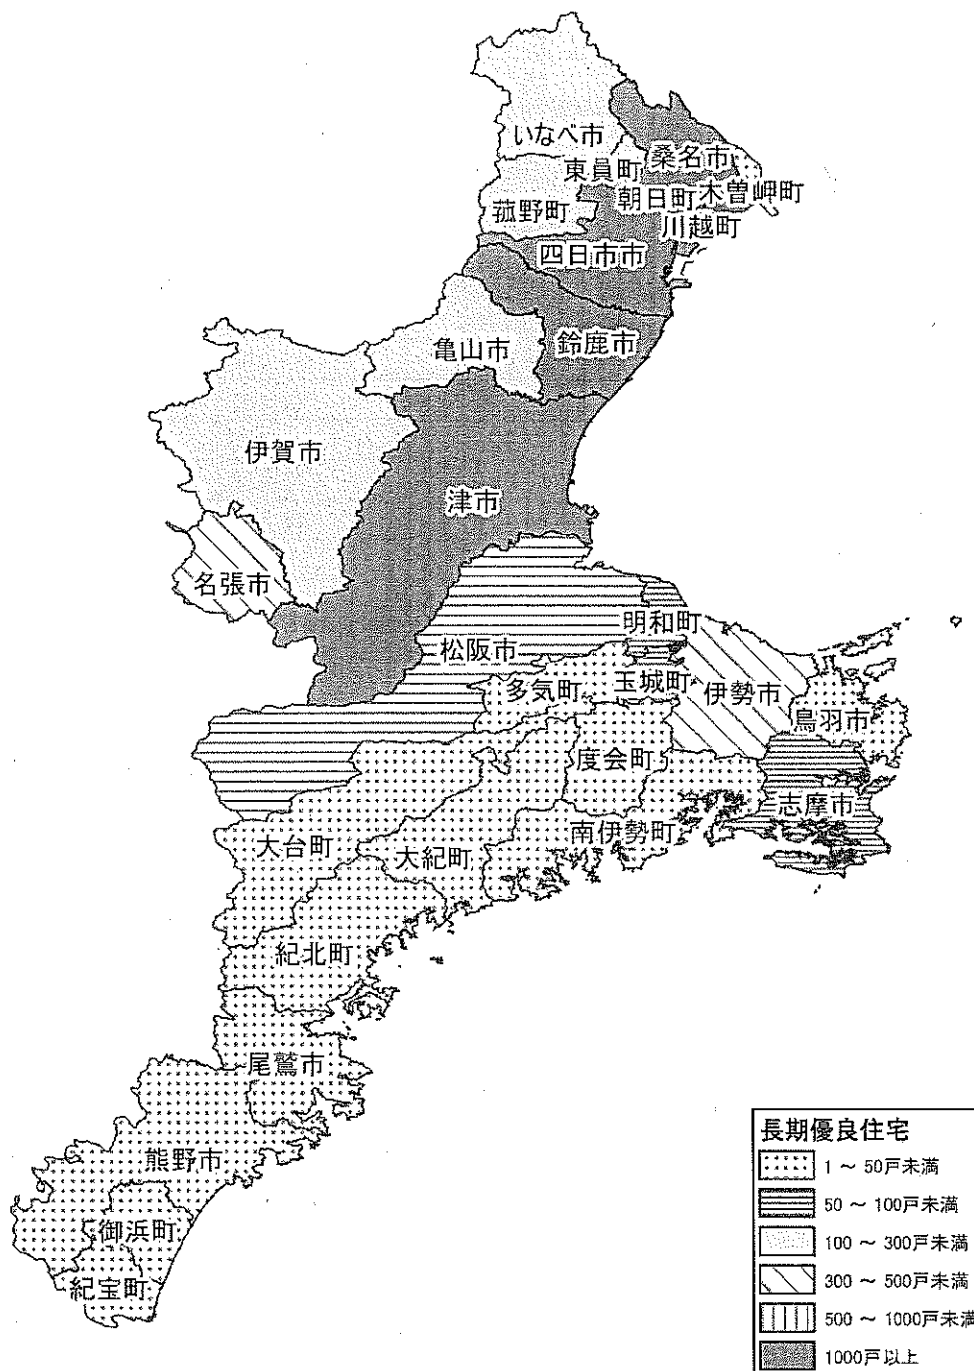 いなべ市
桑名市
東員町
木曽岬町
朝日町
菰野町
川越町
四日市市
鈴鹿市
亀山市
伊賀市
津市
名張市
明和町
松阪市
玉城町
伊勢市
多気町
鳥羽市
度会町
志摩市
南伊勢町
大台町
大紀町
紀北町
尾鷲市
熊野市
御浜町
紀宝町
長期優良住宅
1 ～ 50戸未満
50 ～ 100戸未満
100 ～ 300戸未満
300 ～ 500戸未満
500 ～ 1000戸未満
1000戸以上